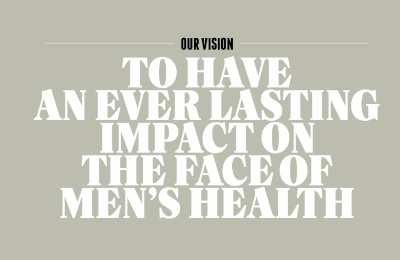 OUR VISION
TO HAVE
AN EVER LASTING
IMPACT ON
THE FACE OF
MEN'S HEALTH